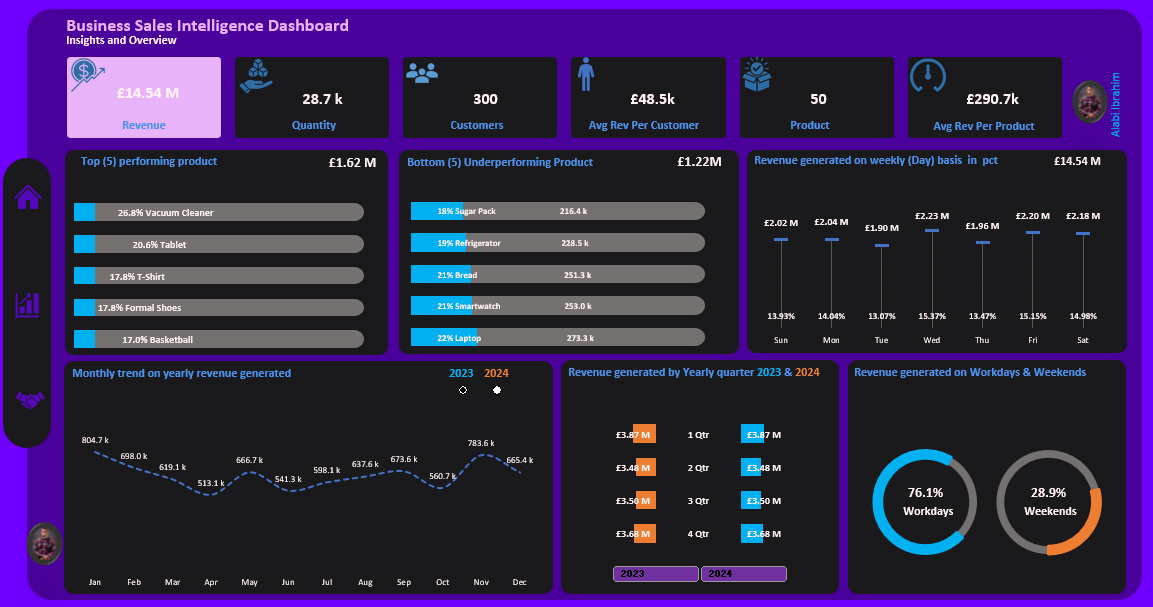 Business Sales Intelligence Dashboard
Insights and Overview
£14.54 M
Revenue
28.7 k
Quantity
300
Customers
£48.5k
Avg Rev Per Customer
50
Product
£290.7k
Avg Rev Per Product
Alabi Ibrahim
Top (5) performing product £1.62 M
26.8% Vacuum Cleaner
20.6% Tablet
17.8% T-Shirt
17.8% Formal Shoes
17.0% Basketball
Bottom (5) Underperforming Product £1.22M
18% Sugar Pack 216.4 k
19% Refrigerator 228.5 k
21% Bread 251.3 k
21% Smartwatch 253.0 k
22% Laptop 273.3 k
Revenue generated on weekly (Day) basis in pct £14.54 M
£2.02 M £2.04 M £1.90 M £2.23 M £1.96 M £2.20 M £2.18 M
13.93% 14.04% 13.07% 15.37% 13.47% 15.15% 14.98%
Sun Mon Tue Wed Thu Fri Sat
Monthly trend on yearly revenue generated 2023 2024
804.7 k 698.0 k 619.1 k 513.1 k 666.7 k 541.3 k 598.1 k 637.6 k 673.6 k 560.7 k 783.6 k 665.4 k
Jan Feb Mar Apr May Jun Jul Aug Sep Oct Nov Dec
Revenue generated by Yearly quarter 2023 & 2024
£3.87 M 1 Qtr £3.87 M
£3.48 M 2 Qtr £3.48 M
£3.50 M 3 Qtr £3.50 M
£3.68 M 4 Qtr £3.68 M
2023 2024
Revenue generated on Workdays & Weekends
76.1%
Workdays
28.9%
Weekends